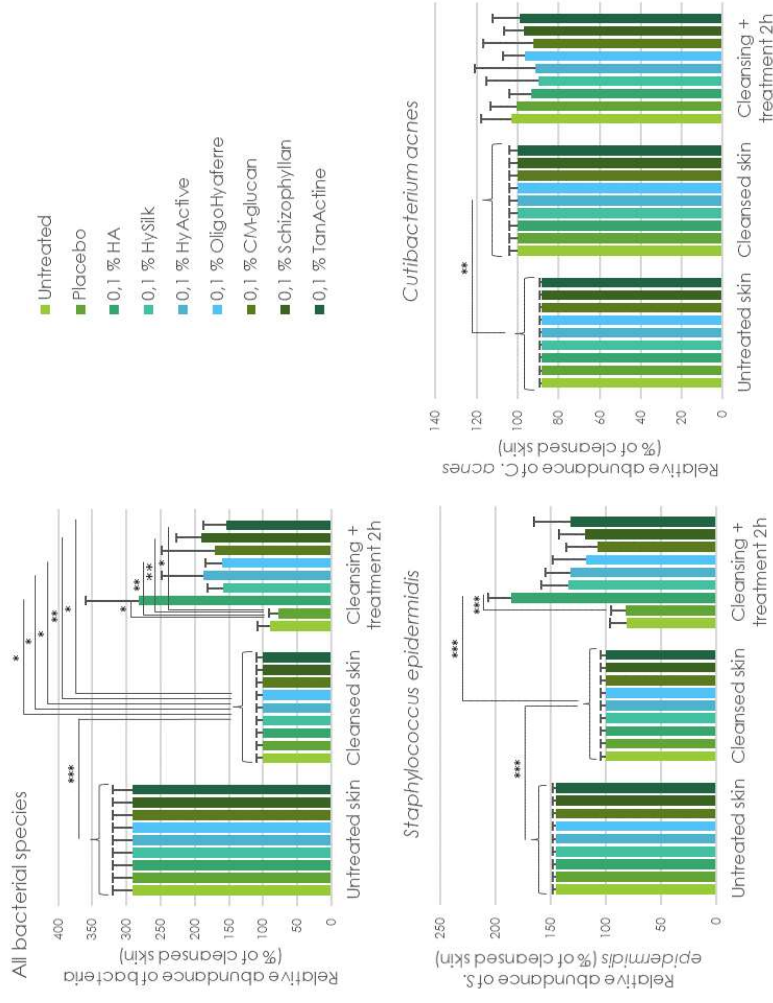 All bacterial species
Relative abundance of bacteria
(% of cleansed skin)
400
350
300
250
200
150
100
50
0
***
*
*
*
**
*
*
**
**
*
Untreated skin
Cleansed skin
Cleansing +
treatment 2h
Untreated
Placebo
0,1 % HA
0,1 % HySilk
0,1 % HyActive
0,1 % OligoHyaferre
0,1 % CM-glucan
0,1 % Schizophyllan
0,1 % TanActine
Staphylococcus epidermidis
Relative abundance of S.
epidermidis (% of cleansed skin)
250
200
150
100
50
0
***
***
***
Untreated skin
Cleansed skin
Cleansing +
treatment 2h
Cutibacterium acnes
Relative abundance of C. acnes
(% of cleansed skin)
140
120
100
80
60
40
20
0
**
Untreated skin
Cleansed skin
Cleansing +
treatment 2h